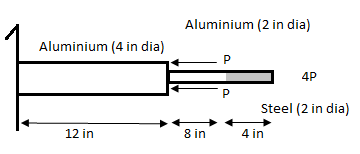 Aluminium (2 in dia)
Aluminium (4 in dia)
P
4P
P
Steel (2 in dia)
12 in 8 in 4 in